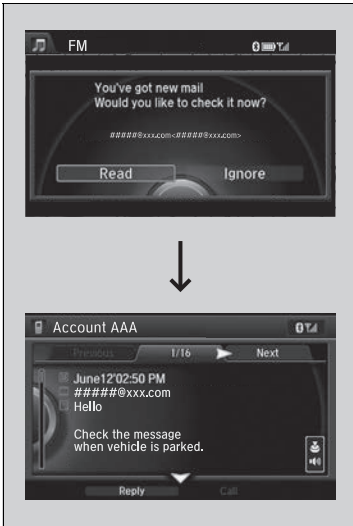 FM
You've got new mail
Would you like to check it now?
#####@xxx.com<#####@xxx.com>
Read Ignore
Account AAA
Previous 1/16 Next
June12'02:50 PM
#####@xxx.com
Hello
Check the message
when vehicle is parked.
Reply Call